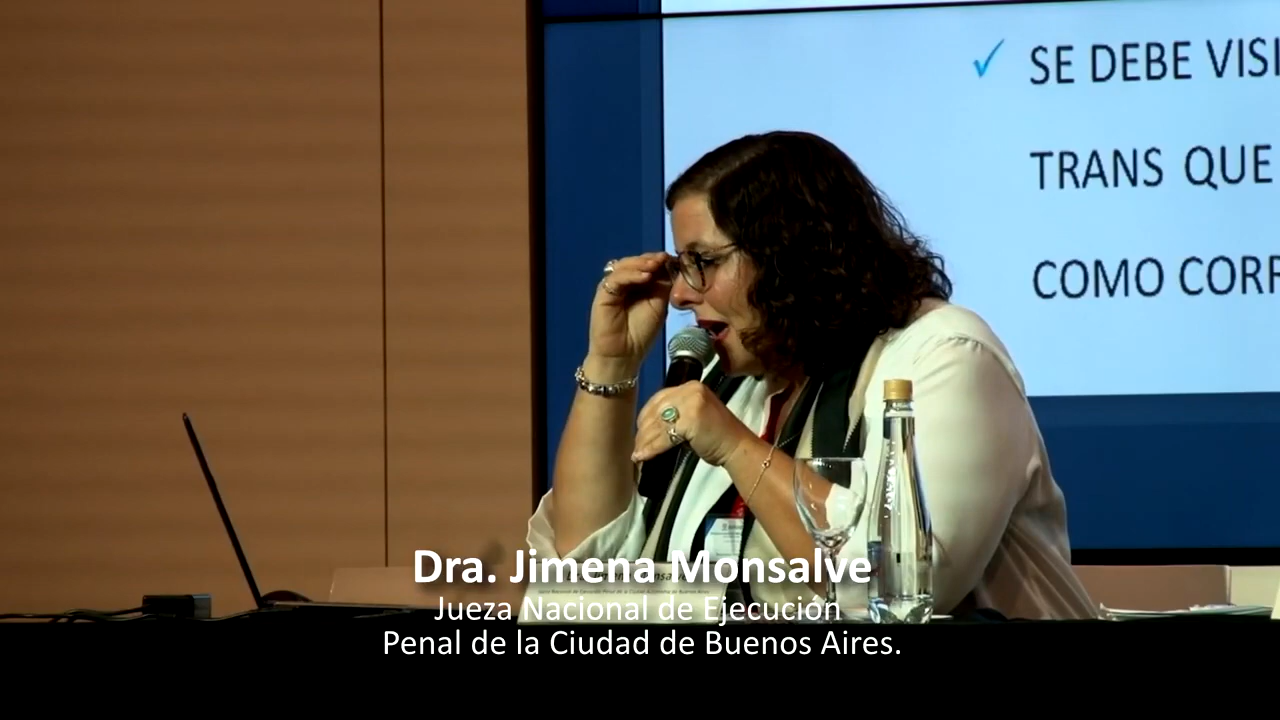 ✓ SE DEBE VISI
TRANS QUE
COMO CORR
Dra. Jimena Monsalve
Jueza Nacional de Ejecución
Penal de la Ciudad de Buenos Aires.